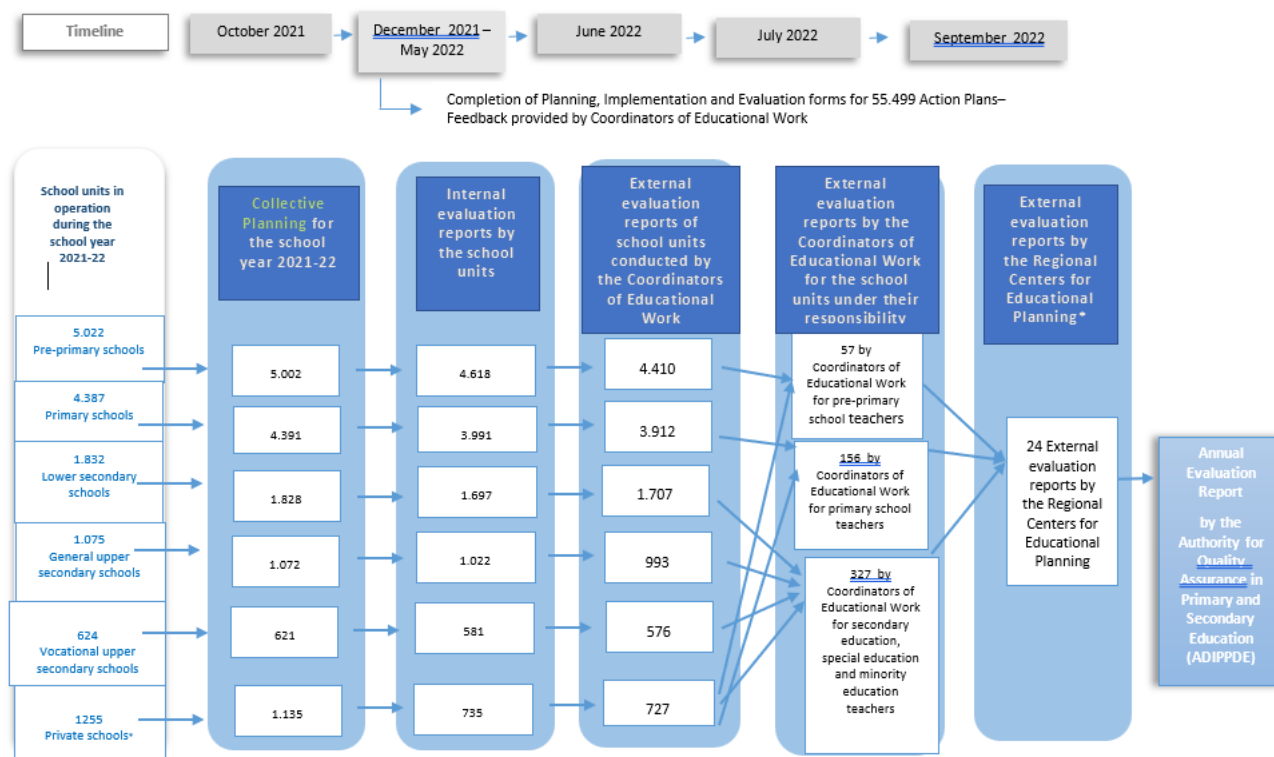 Timeline
October 2021
December 2021 –
May 2022
June 2022
July 2022
September 2022
Completion of Planning, Implementation and Evaluation forms for 55.499 Action Plans–
Feedback provided by Coordinators of Educational Work
School units in
operation
during the
school year
2021-22
Collective
Planning for
the school
year 2021-22
Internal
evaluation
reports by
the school
units
External
evaluation
reports of
school units
conducted by
the Coordinators
of Educational
Work
External
evaluation
reports by the
Coordinators of
Educational Work
for the school
units under their
responsibility
External
evaluation
reports by
the Regional
Centers for
Educational
Planning*
5.022
Pre-primary schools
5.002
4.618
4.410
57 by
Coordinators of
Educational Work
for pre-primary
school teachers
4.387
Primary schools
4.391
3.991
3.912
156 by
Coordinators of
Educational Work
for primary school
teachers
1.832
Lower secondary
schools
1.828
1.697
1.707
1.075
General upper
secondary schools
1.072
1.022
993
327 by
Coordinators of
Educational Work
for secondary
education,
special education
and minority
education
teachers
624
Vocational upper
secondary schools
621
581
576
1255
Private schools*
1.135
735
727
24 External
evaluation
reports by
the Regional
Centers for
Educational
Planning
Annual
Evaluation
Report
by the
Authority for
Quality
Assurance in
Primary and
Secondary
Education
(ADIPPDE)